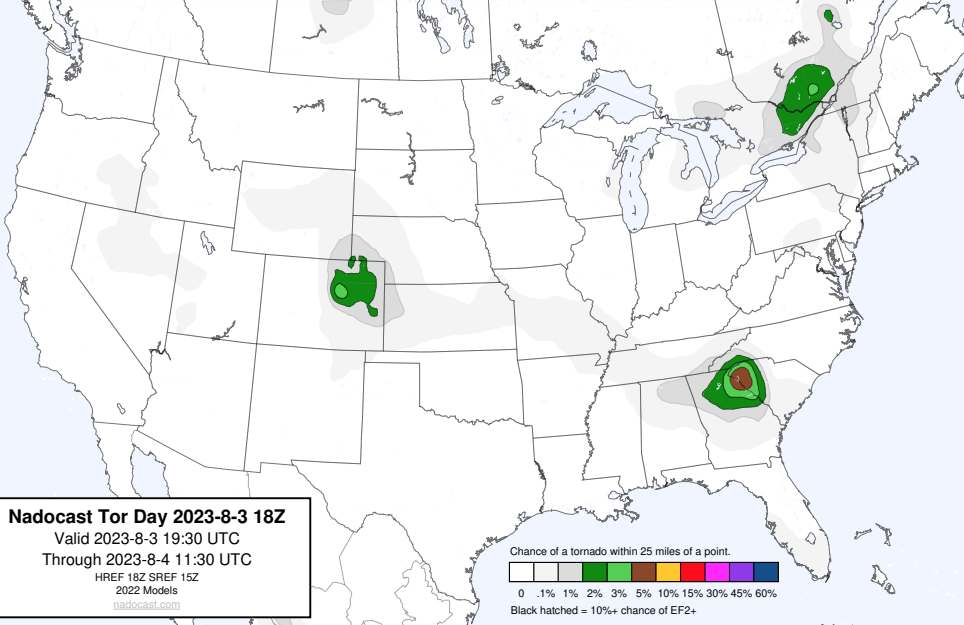 Nadocast Tor Day 2023-8-3 18Z
Valid 2023-8-3 19:30 UTC
Through 2023-8-4 11:30 UTC
HREF 18Z SREF 15Z
2022 Models
nadocast.com
Chance of a tornado within 25 miles of a point.
0 .1% 1% 2% 3% 5% 10% 15% 30% 45% 60%
Black hatched = 10%+ chance of EF2+